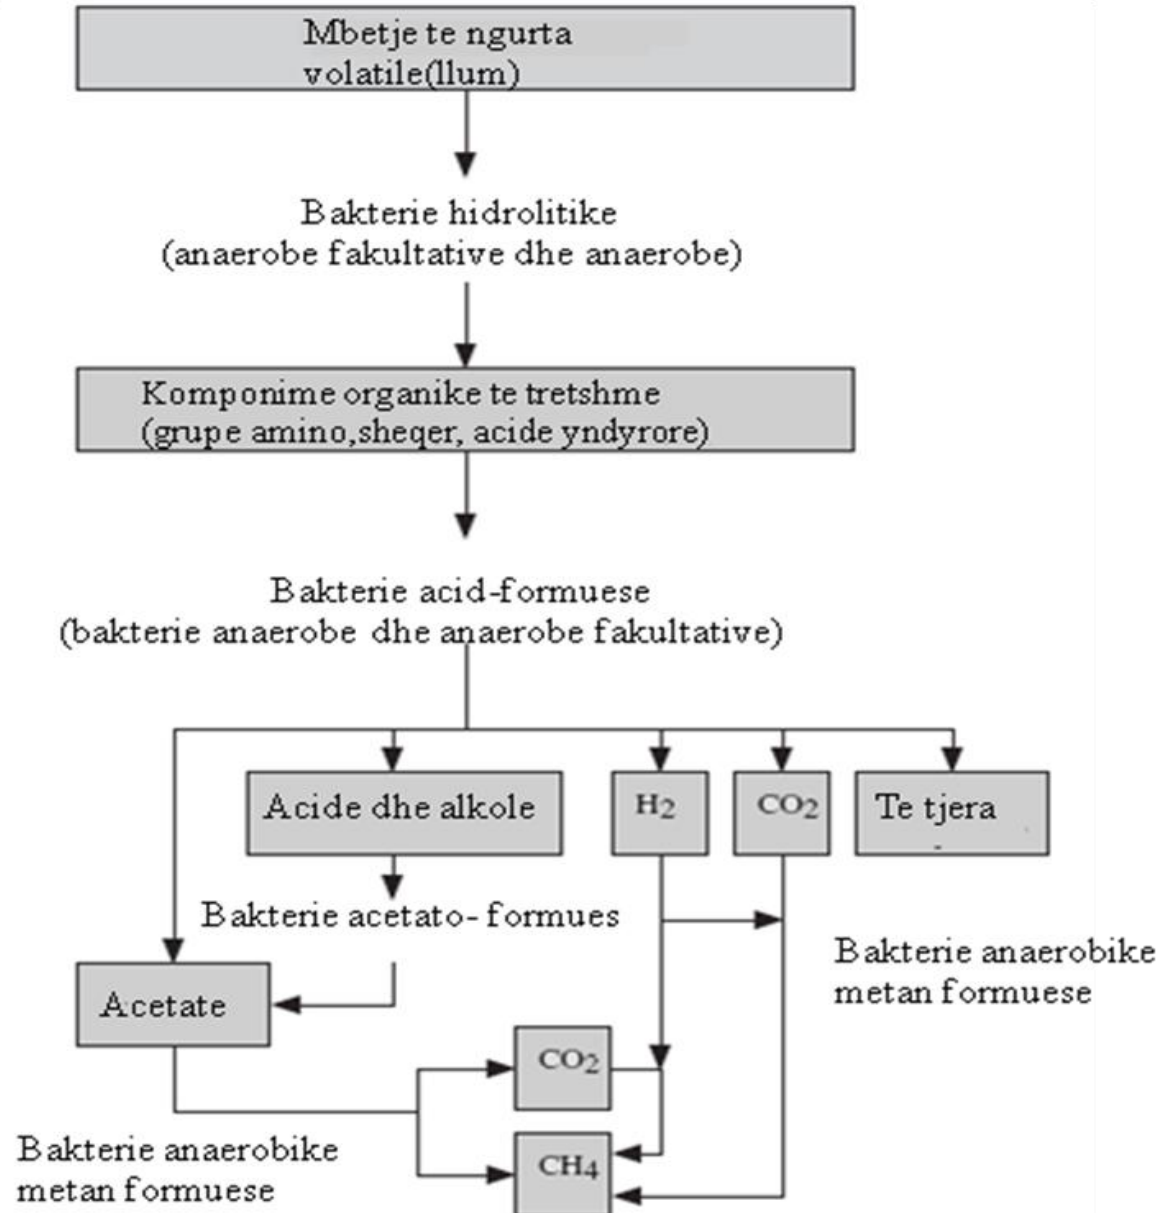 Mbetje te ngurta
volatile(llum)
Bakterie hidrolitike
(anaerobe fakultative dhe anaerobe)
Komponime organike te tretshme
(grupe amino,sheqer, acide yndyrore)
Bakterie acid-formuese
(bakterie anaerobe dhe anaerobe fakultative)
Acide dhe alkole
H2
CO2
Te tjera
Bakterie acetato- formues
Bakterie anaerobike
metan formuese
Acetate
CO2
CH4
Bakterie anaerobike
metan formuese